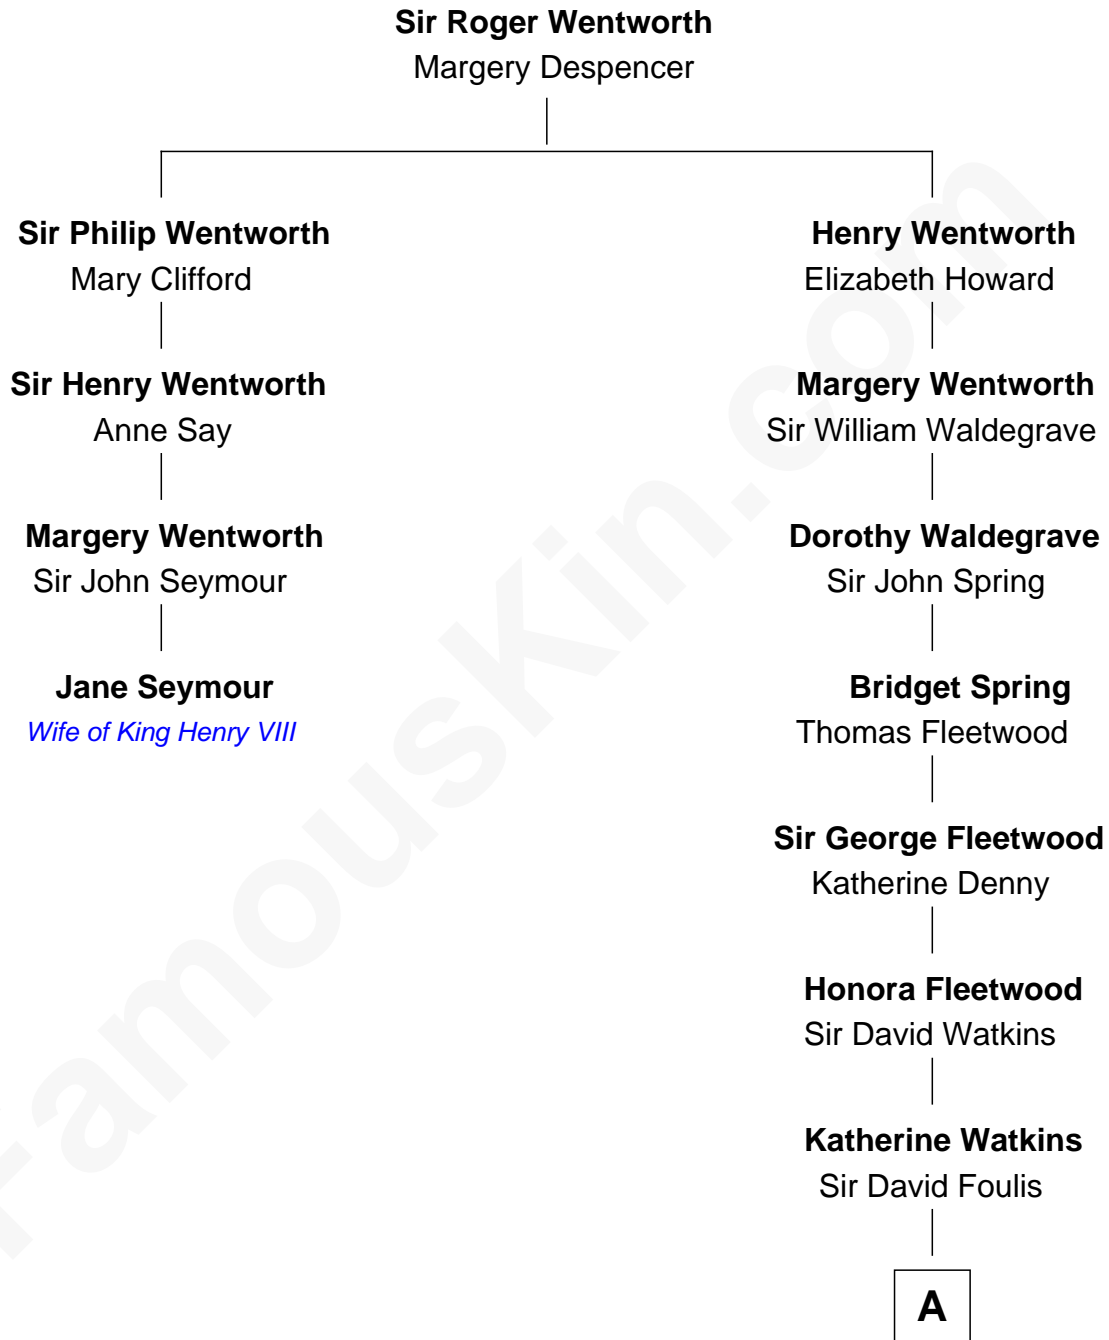 Sir Roger Wentworth
Margery Despencer
Sir Philip Wentworth
Mary Clifford
Henry Wentworth
Elizabeth Howard
Sir Henry Wentworth
Anne Say
Margery Wentworth
Sir William Waldegrave
Margery Wentworth
Sir John Seymour
Dorothy Waldegrave
Sir John Spring
Jane Seymour
Wife of King Henry VIII
Bridget Spring
Thomas Fleetwood
Sir George Fleetwood
Katherine Denny
Honora Fleetwood
Sir David Watkins
Katherine Watkins
Sir David Foulis
A
FamousKin.com